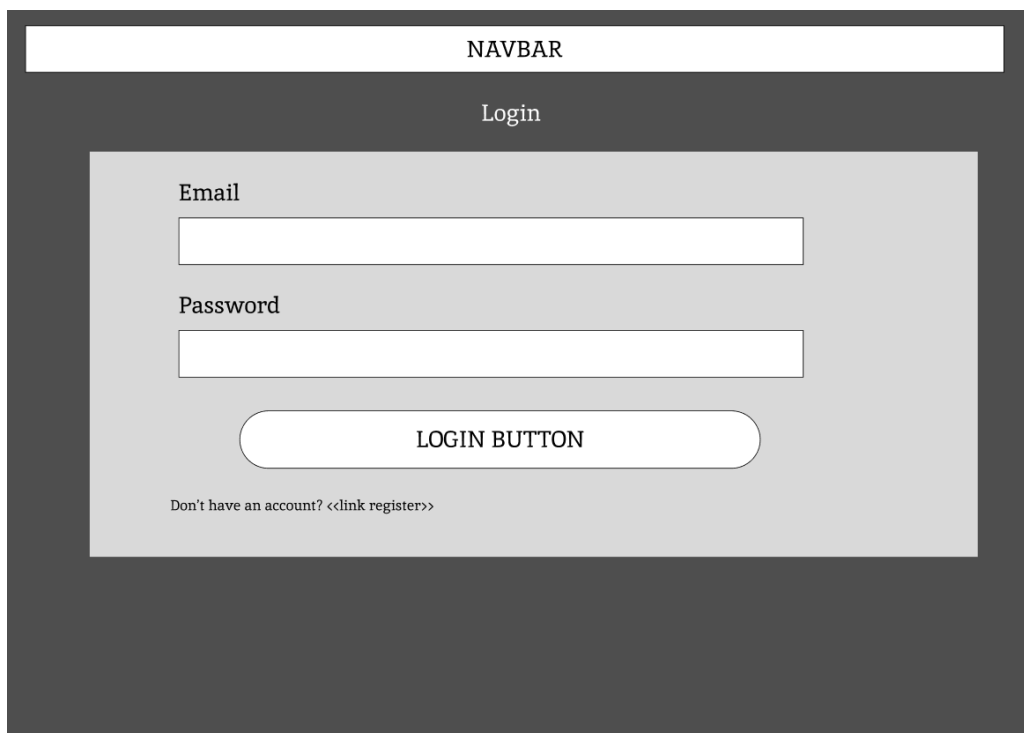 NAVBAR
Login
Email
Password
LOGIN BUTTON
Don't have an account? <<link register>>